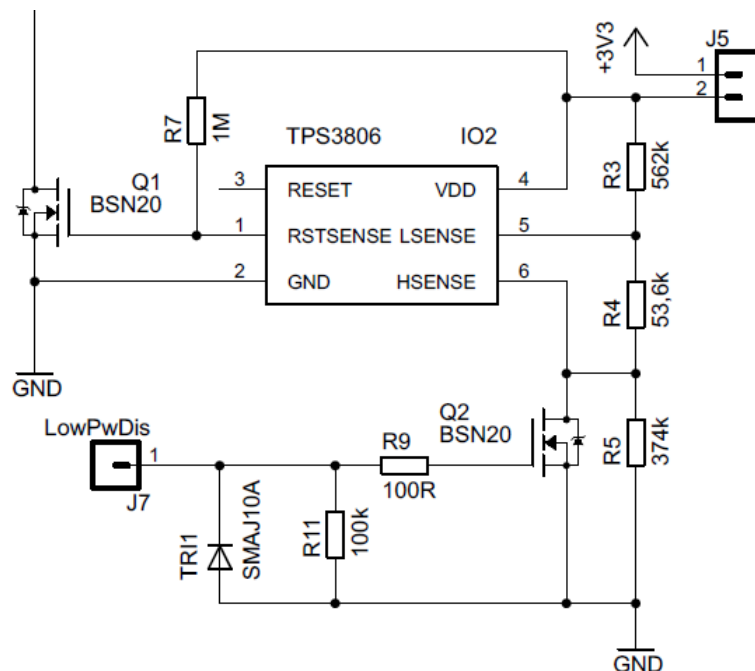 J5
+3V3
1
2
R7
1M
TPS3806
IO2
R3
562k
Q1
BSN20
3
RESET
VDD
4
1
RSTSENSE
LSENSE
5
2
GND
HSENSE
6
R4
53,6k
GND
LowPwDis
1
J7
Q2
BSN20
R9
100R
R5
374k
TRI1
SMAJ10A
R11
100k
GND